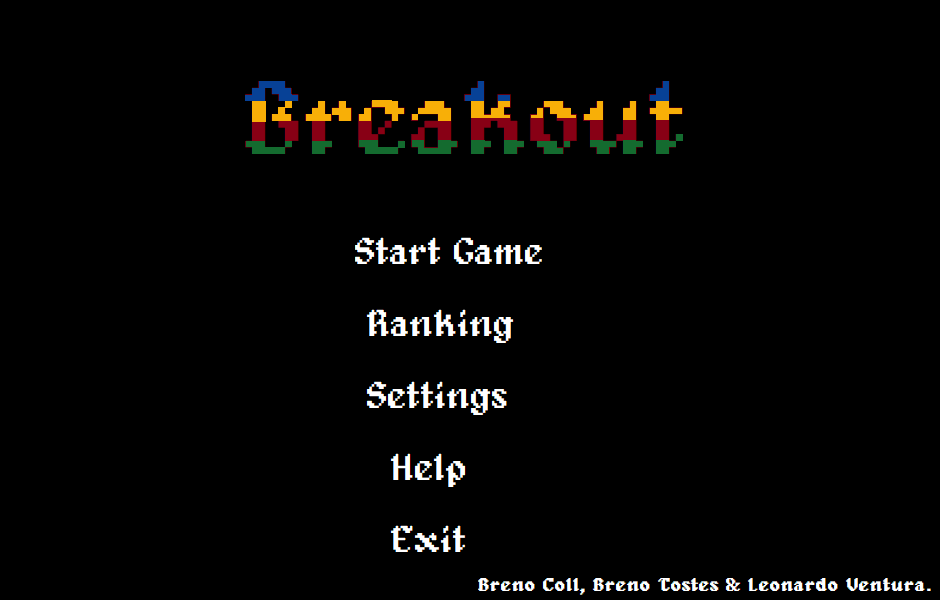 Breakout
Start Game
Ranking
Settings
Help
Exit
Breno Coll, Breno Tostes & Leonardo Ventura.